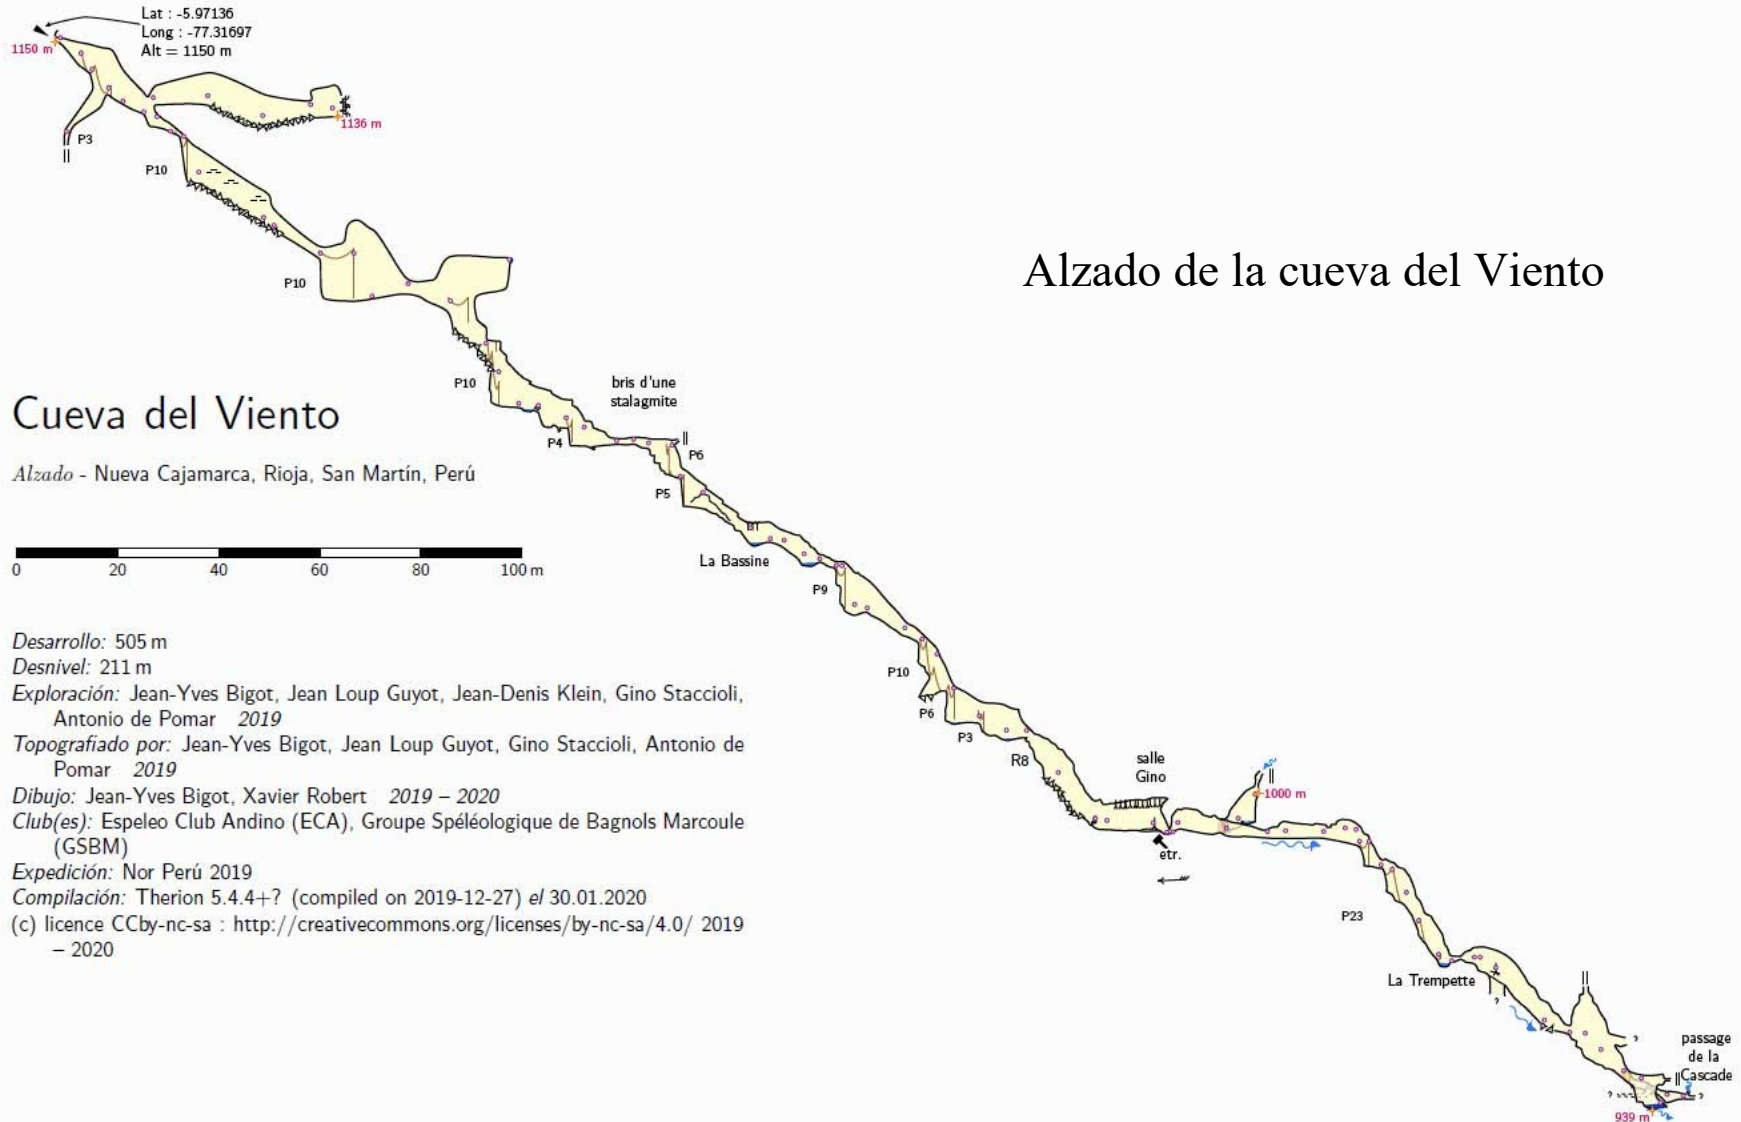 Lat : -5.97136
Long : -77.31697
Alt = 1150 m
1150 m
1136 m
P3
P10
P10
Alzado de la cueva del Viento
P10
bris d'une
stalagmite
Cueva del Viento
P4
P6
Alzado - Nueva Cajamarca, Rioja, San Martín, Perú
P5
La Bassine
0 20 40 60 80 100 m
P9
Desarrollo: 505 m
Desnivel: 211 m
Exploración: Jean-Yves Bigot, Jean Loup Guyot, Jean-Denis Klein, Gino Staccioli,
Antonio de Pomar 2019
Topografiado por: Jean-Yves Bigot, Jean Loup Guyot, Gino Staccioli, Antonio de
Pomar 2019
Dibujo: Jean-Yves Bigot, Xavier Robert 2019 – 2020
Club(es): Espeleo Club Andino (ECA), Groupe Spéléologique de Bagnols Marcoule
(GSBM)
Expedición: Nor Perú 2019
Compilación: Therion 5.4.4+? (compiled on 2019-12-27) el 30.01.2020
(c) licence CCby-nc-sa : http://creativecommons.org/licenses/by-nc-sa/4.0/ 2019
– 2020
P10
P6
P3
R8
salle
Gino
1000 m
etr.
P23
La Trempette
?
?
passage
de la
Cascade
?
?
939 m